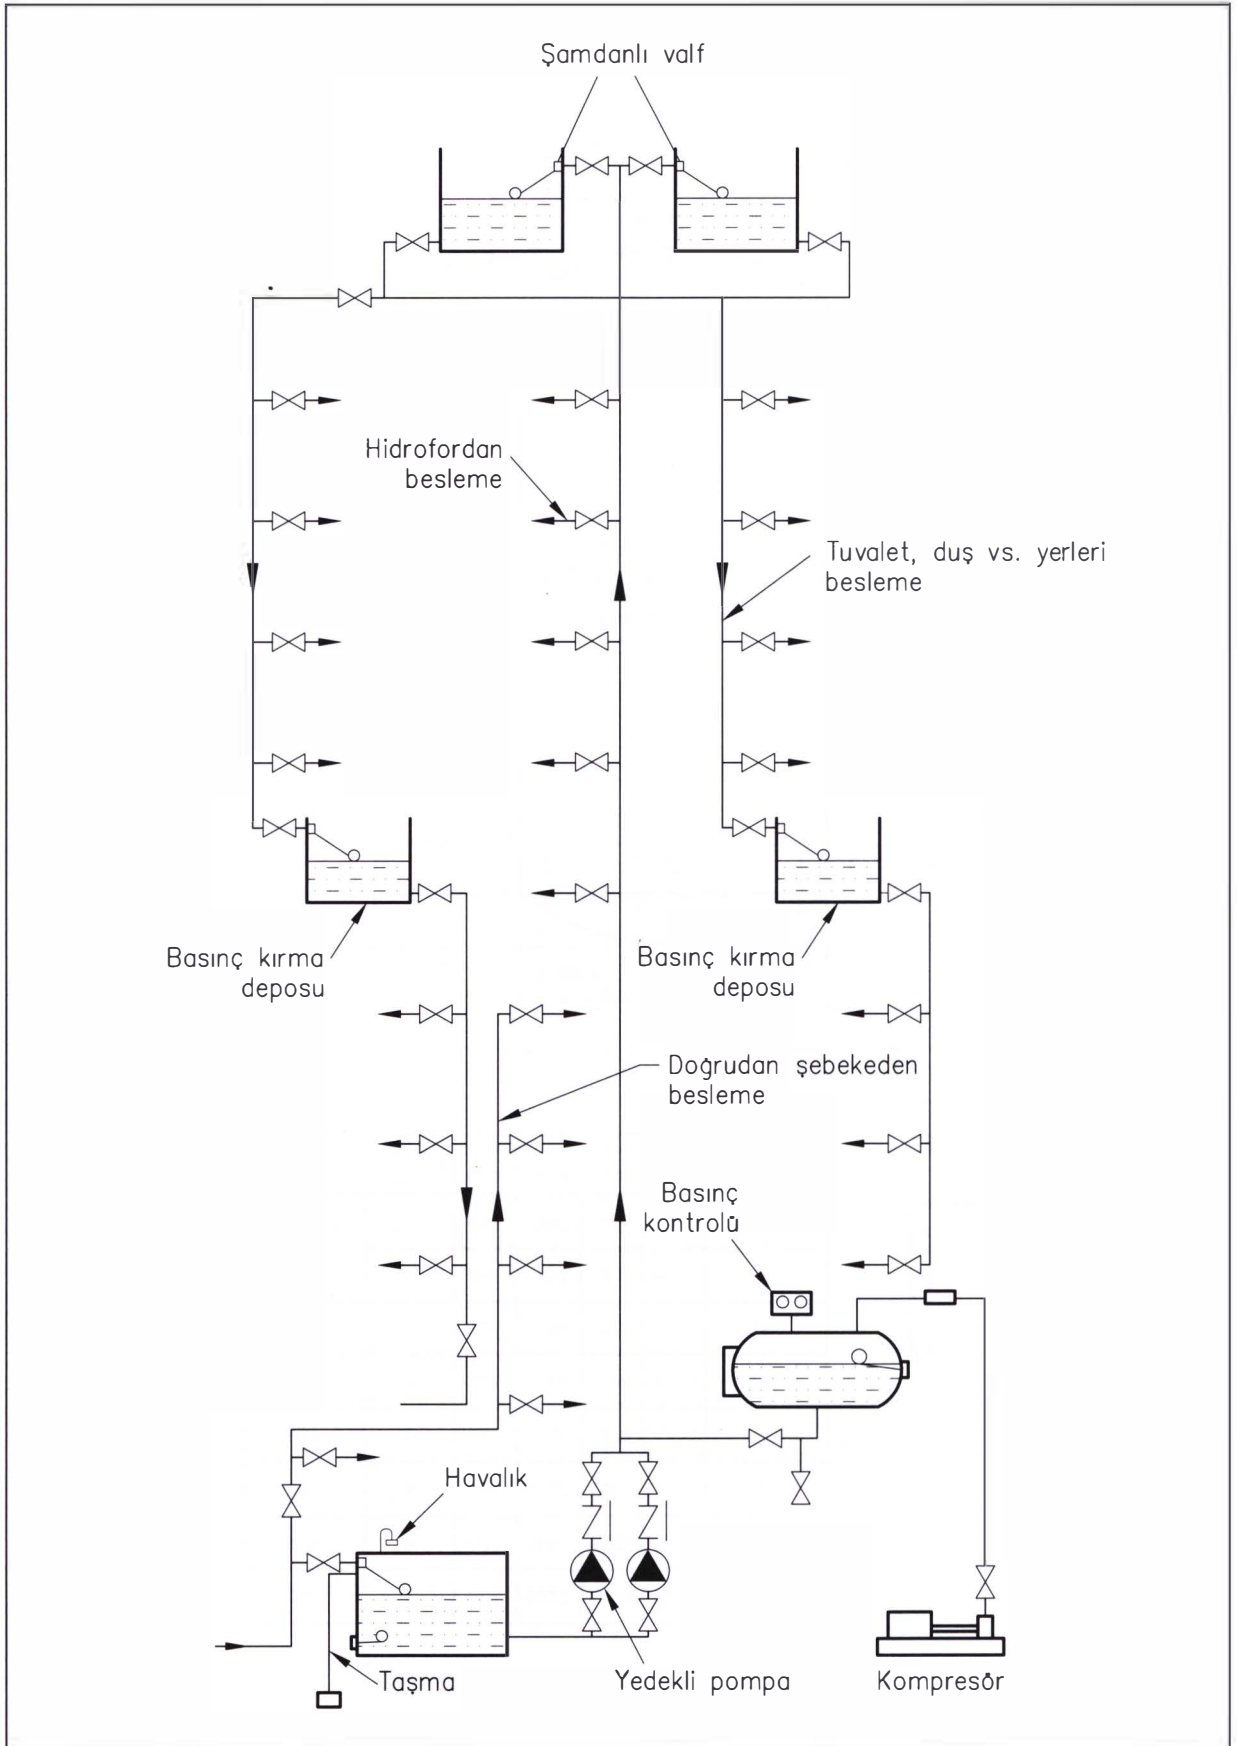 Şamdanlı valf
Hidrofordan
besleme
Tuvalet, duş vs. yerleri
besleme
Basınç kırma
deposu
Basınç kırma
deposu
Doğrudan şebekeden
besleme
Basınç
kontrolü
Havalık
Taşma
Yedekli pompa
Kompresör